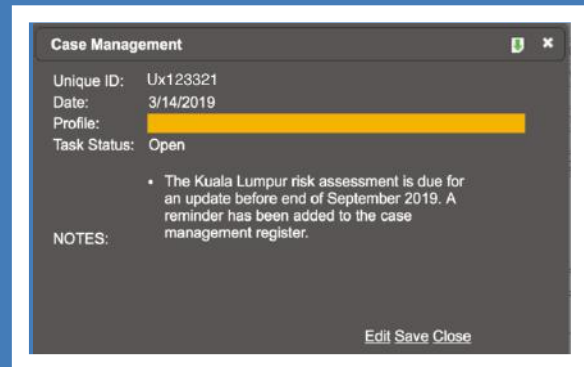 Case Management
Unique ID: Ux123321
Date: 3/14/2019
Profile:
Task Status: Open
• The Kuala Lumpur risk assessment is due for
an update before end of September 2019. A
reminder has been added to the case
management register.
NOTES:
Edit Save Close